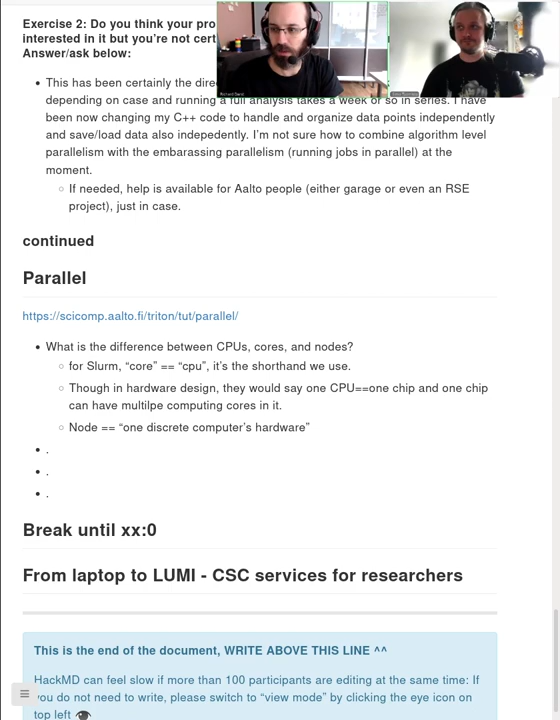 Exercise 2: Do you think your pro
interested in it but you're not cert
Answer/ask below:
• This has been certainly the direc
depending on case and running a full analysis takes a week or so in series. I have
been now changing my C++ code to handle and organize data points independently
and save/load data also indepedently. I'm not sure how to combine algorithm level
parallelism with the embarassing parallelism (running jobs in parallel) at the
moment.
◦ If needed, help is available for Aalto people (either garage or even an RSE
project), just in case.
continued
Parallel
https://scicomp.aalto.fi/triton/tut/parallel/
• What is the difference between CPUs, cores, and nodes?
◦ for Slurm, “core” == “cpu”, it's the shorthand we use.
◦ Though in hardware design, they would say one CPU==one chip and one chip
can have multilpe computing cores in it.
◦ Node == “one discrete computer's hardware”
• .
• .
• .
Break until xx:0
From laptop to LUMI - CSC services for researchers
This is the end of the document, WRITE ABOVE THIS LINE ^^
HackMD can feel slow if more than 100 participants are editing at the same time: If
you do not need to write, please switch to “view mode” by clicking the eye icon on
top left